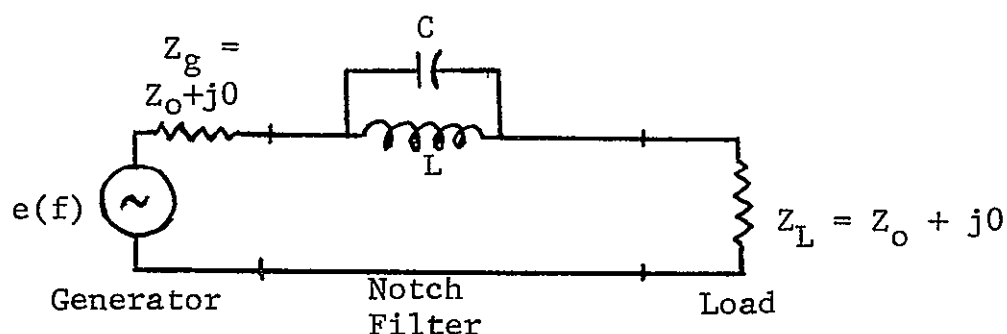 C
Z_g =
Z_o+j0
L
e(f)
~
Z_L = Z_o + j0
Generator
Notch
Filter
Load